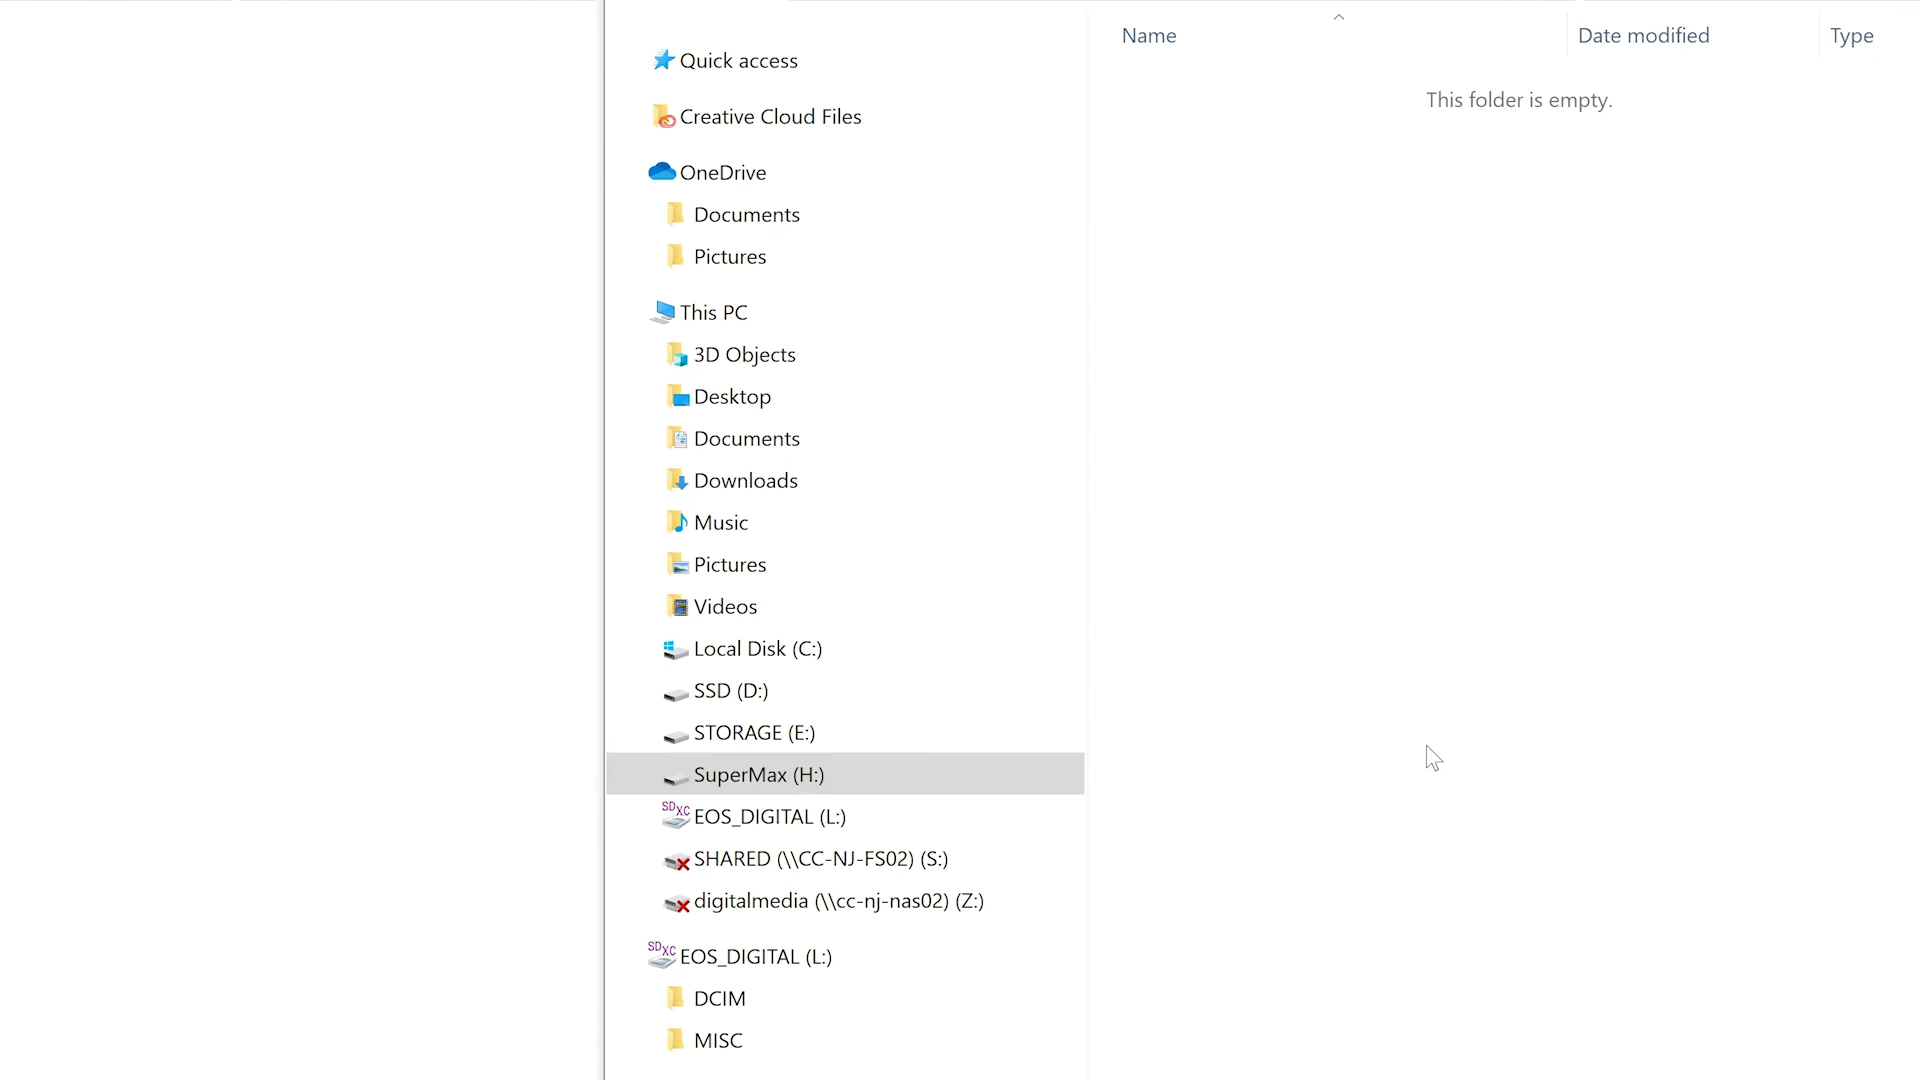 Quick access
Creative Cloud Files
OneDrive
Documents
Pictures
This PC
3D Objects
Desktop
Documents
Downloads
Music
Pictures
Videos
Local Disk (C:)
SSD (D:)
STORAGE (E:)
SuperMax (H:)
SDXC EOS_DIGITAL (L:)
SHARED (\\CC-NJ-FS02) (S:)
digitalmedia (\\cc-nj-nas02) (Z:)
SDXC EOS_DIGITAL (L:)
DCIM
MISC
Name Date modified Type
This folder is empty.